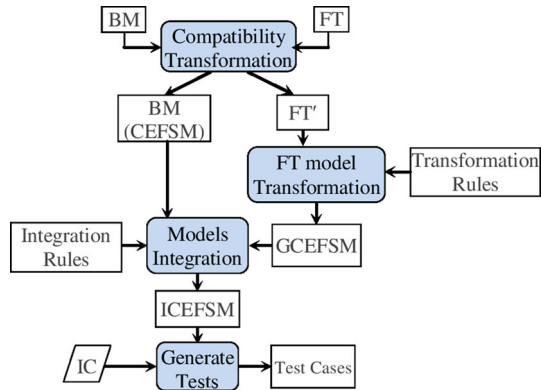 BM
FT
Compatibility
Transformation
BM
(CEFSM)
FT′
FT model
Transformation
Transformation
Rules
Integration
Rules
Models
Integration
GCEFSM
ICEFSM
IC
Generate
Tests
Test Cases